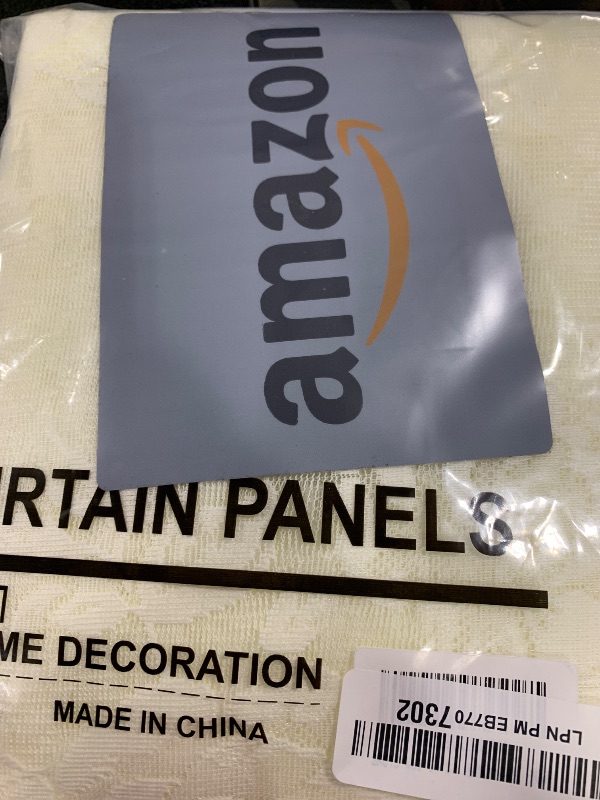 amazon
RTAIN PANELS
ME DECORATION
MADE IN CHINA
LPN PM EB770 7302